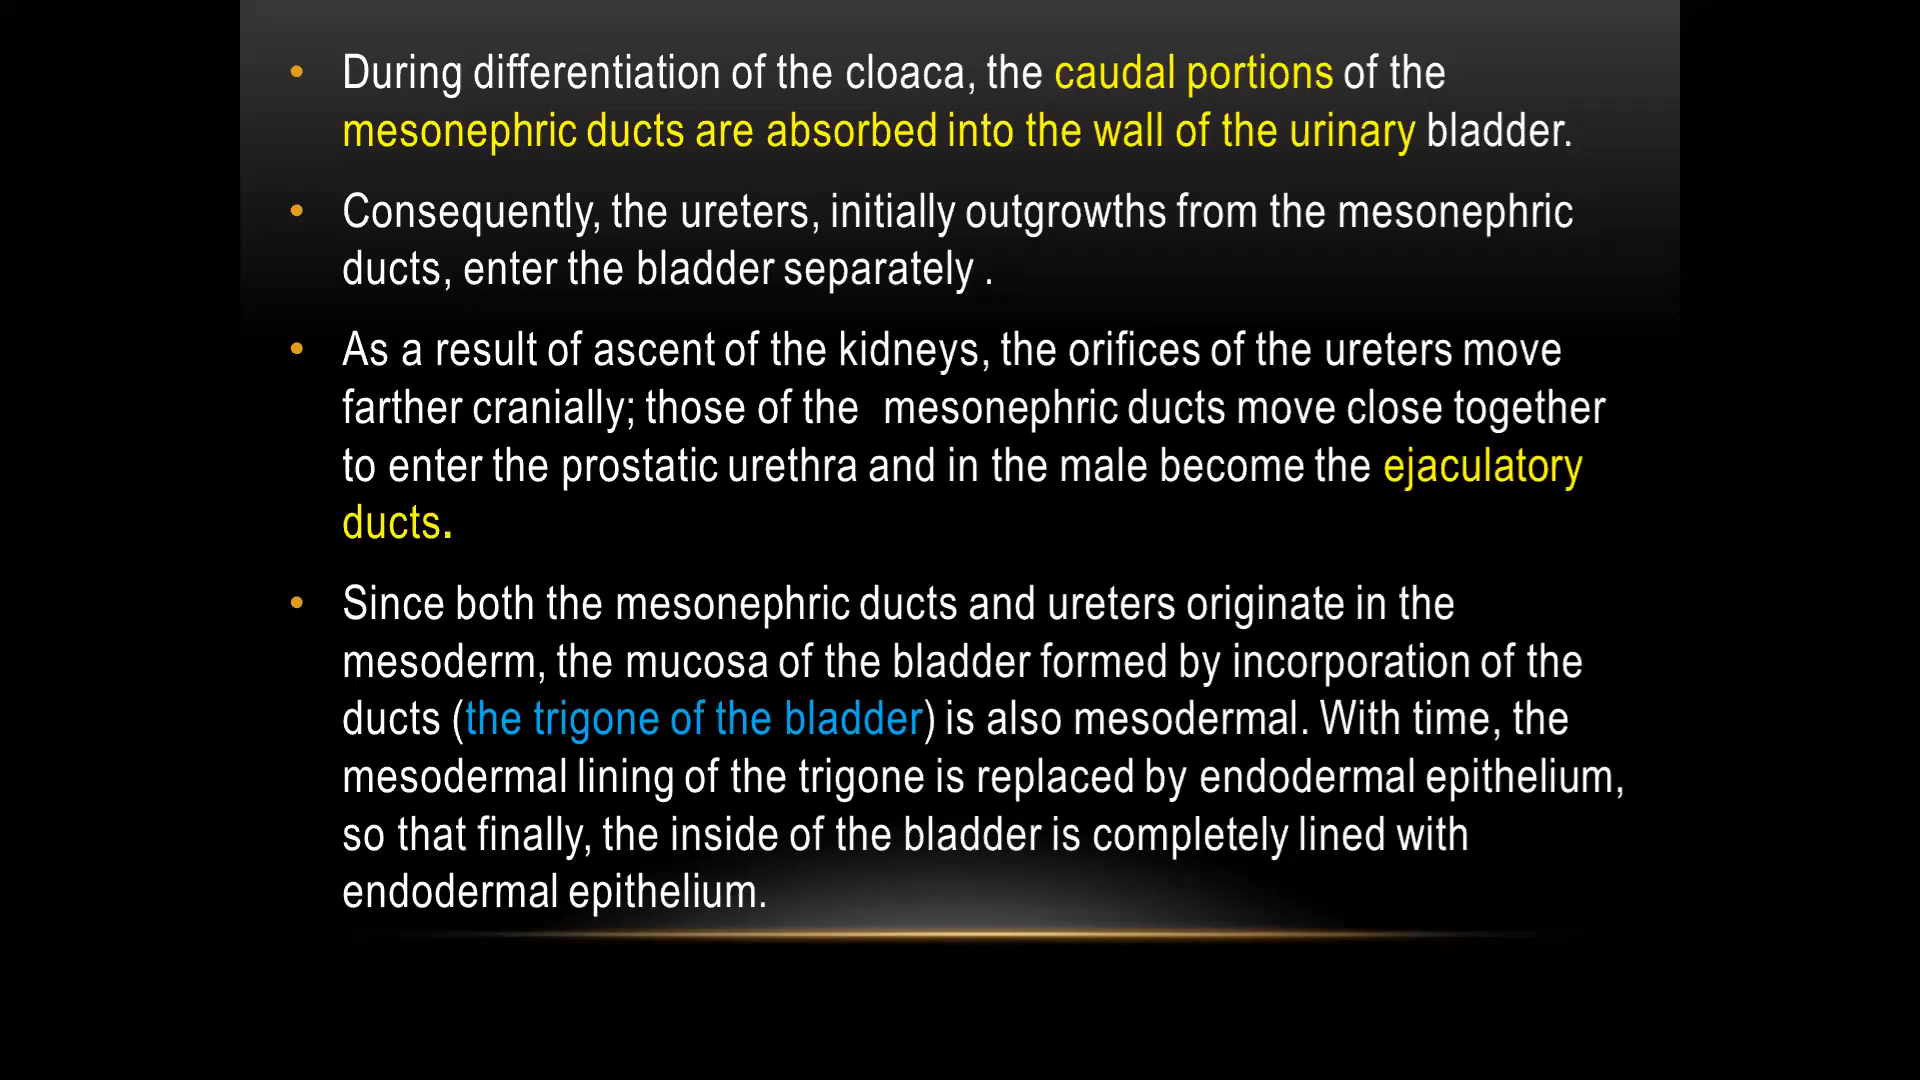 • During differentiation of the cloaca, the caudal portions of the
mesonephric ducts are absorbed into the wall of the urinary bladder.
• Consequently, the ureters, initially outgrowths from the mesonephric
ducts, enter the bladder separately .
• As a result of ascent of the kidneys, the orifices of the ureters move
farther cranially; those of the  mesonephric ducts move close together
to enter the prostatic urethra and in the male become the ejaculatory
ducts.
• Since both the mesonephric ducts and ureters originate in the
mesoderm, the mucosa of the bladder formed by incorporation of the
ducts (the trigone of the bladder) is also mesodermal. With time, the
mesodermal lining of the trigone is replaced by endodermal epithelium,
so that finally, the inside of the bladder is completely lined with
endodermal epithelium.